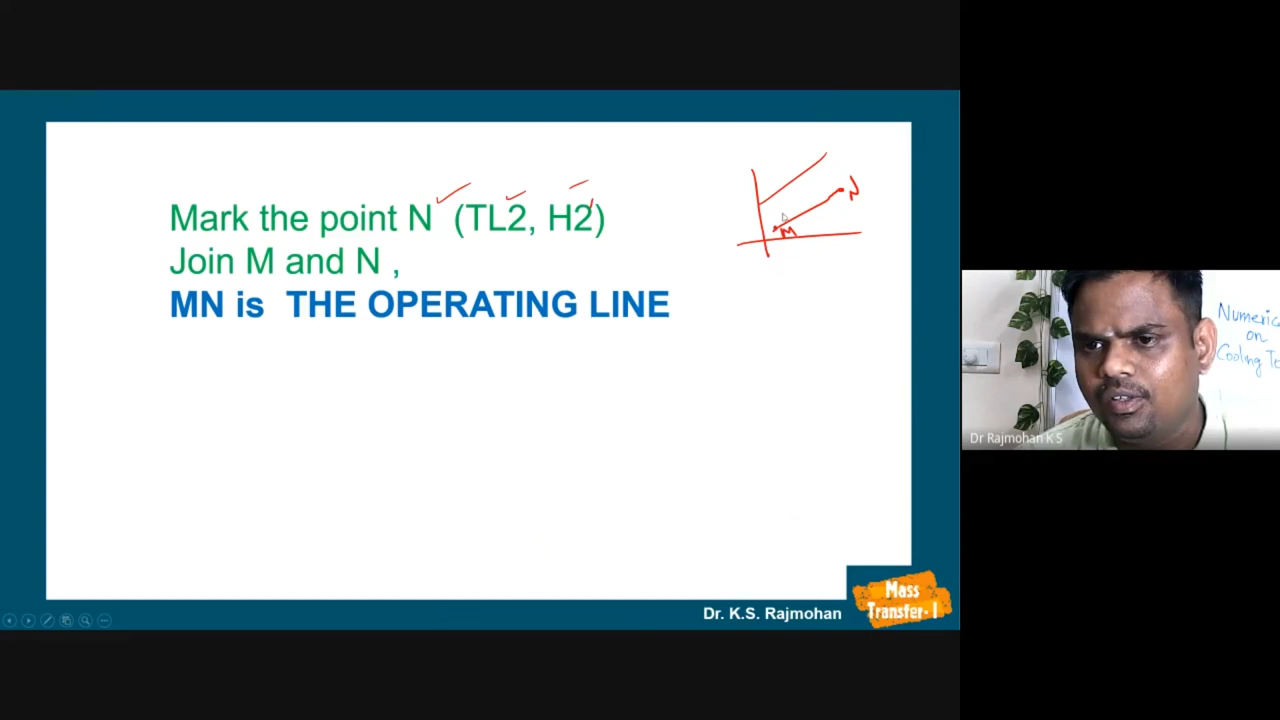 Mark the point N (TL2, H2)
Join M and N ,
MN is THE OPERATING LINE
N
M
Numeric
on
Cooling To
Dr Rajmohan K S
Dr. K.S. Rajmohan
Mass
Transfer-I